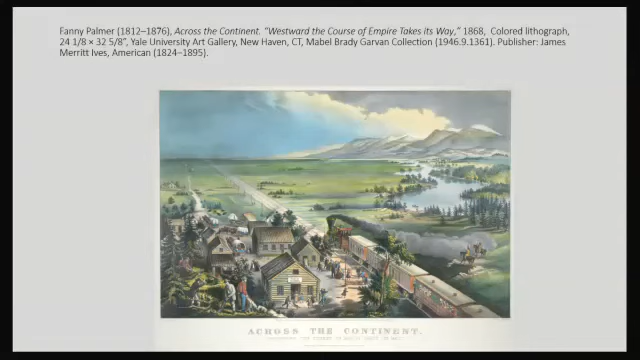 Fanny Palmer (1812–1876), Across the Continent. “Westward the Course of Empire Takes its Way,” 1868, Colored lithograph,
24 1/8 × 32 5/8”, Yale University Art Gallery, New Haven, CT, Mabel Brady Garvan Collection (1946.9.1361). Publisher: James
Merritt Ives, American (1824–1895).
ACROSS THE CONTINENT.